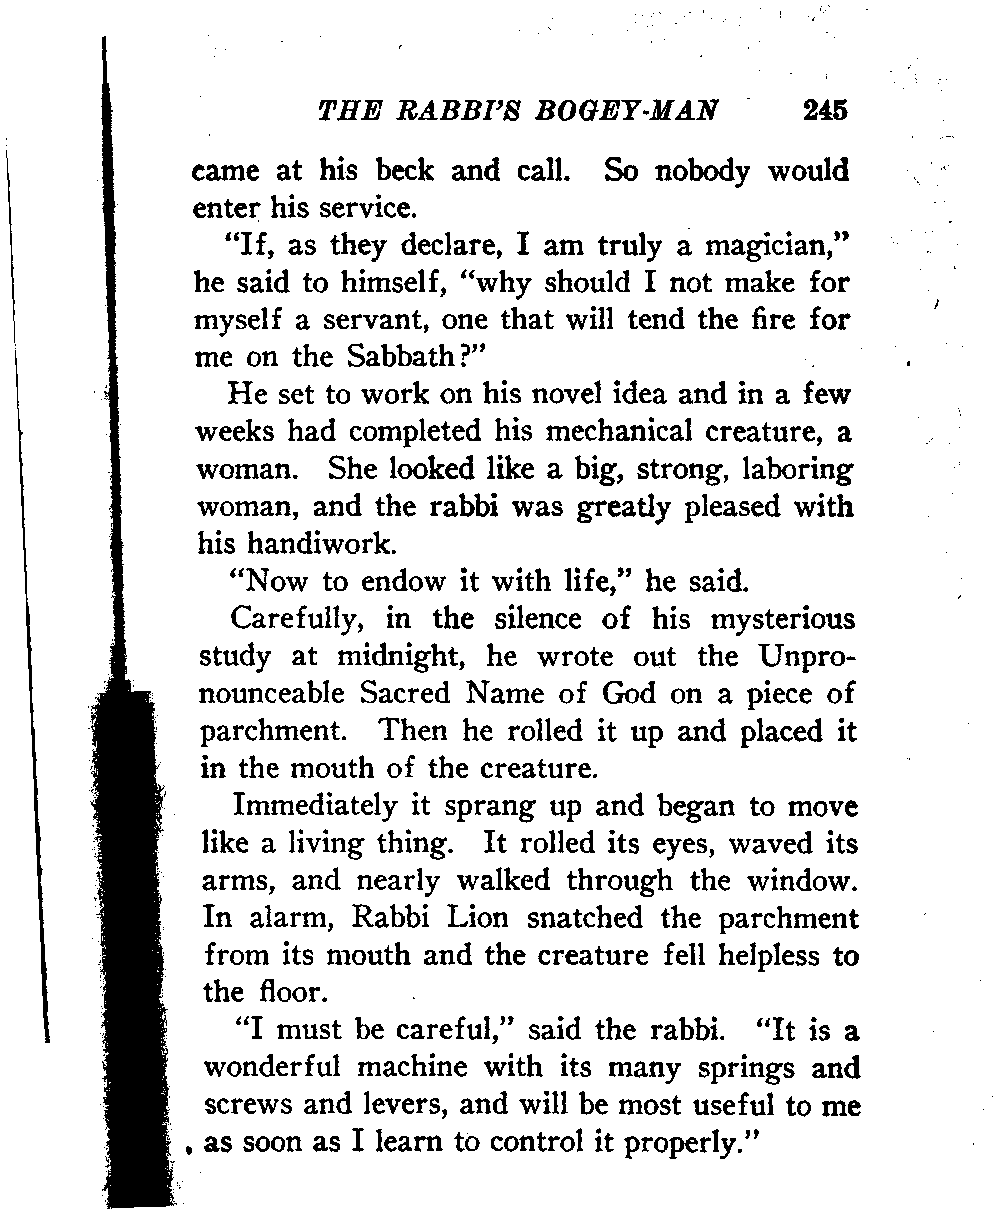 THE RABBI'S BOGEY-MAN 245
came at his beck and call. So nobody would
enter his service.
"If, as they declare, I am truly a magician,"
he said to himself, "why should I not make for
myself a servant, one that will tend the fire for
me on the Sabbath?"
He set to work on his novel idea and in a few
weeks had completed his mechanical creature, a
woman. She looked like a big, strong, laboring
woman, and the rabbi was greatly pleased with
his handiwork.
"Now to endow it with life," he said.
Carefully, in the silence of his mysterious
study at midnight, he wrote out the Unpro-
nounceable Sacred Name of God on a piece of
parchment. Then he rolled it up and placed it
in the mouth of the creature.
Immediately it sprang up and began to move
like a living thing. It rolled its eyes, waved its
arms, and nearly walked through the window.
In alarm, Rabbi Lion snatched the parchment
from its mouth and the creature fell helpless to
the floor.
"I must be careful," said the rabbi. "It is a
wonderful machine with its many springs and
screws and levers, and will be most useful to me
as soon as I learn to control it properly."